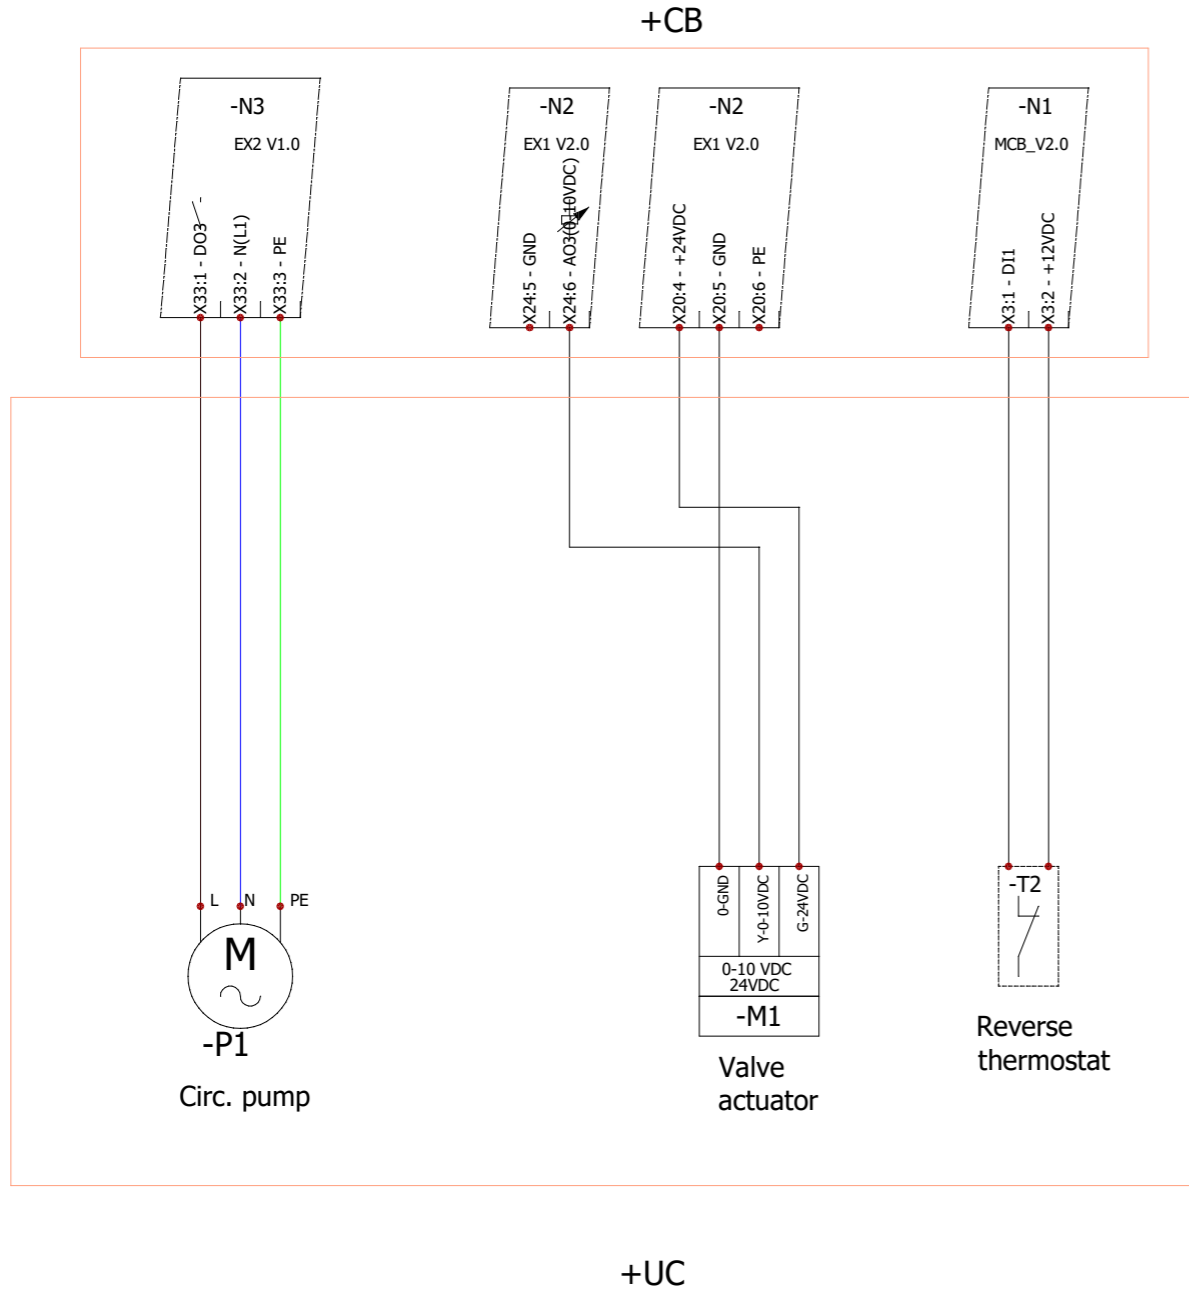 +CB
-N3
EX2 V1.0
X33:1 - DO3
X33:2 - N(L1)
X33:3 - PE
-N2
EX1 V2.0
X24:5 - GND
X24:6 - AO3(0-10VDC)
-N2
EX1 V2.0
X20:4 - +24VDC
X20:5 - GND
X20:6 - PE
-N1
MCB_V2.0
X3:1 - DI1
X3:2 - +12VDC
L
N
PE
M
-P1
Circ. pump
0-GND
Y-0-10VDC
G-24VDC
0-10 VDC
24VDC
-M1
Valve
actuator
-T2
Reverse
thermostat
+UC